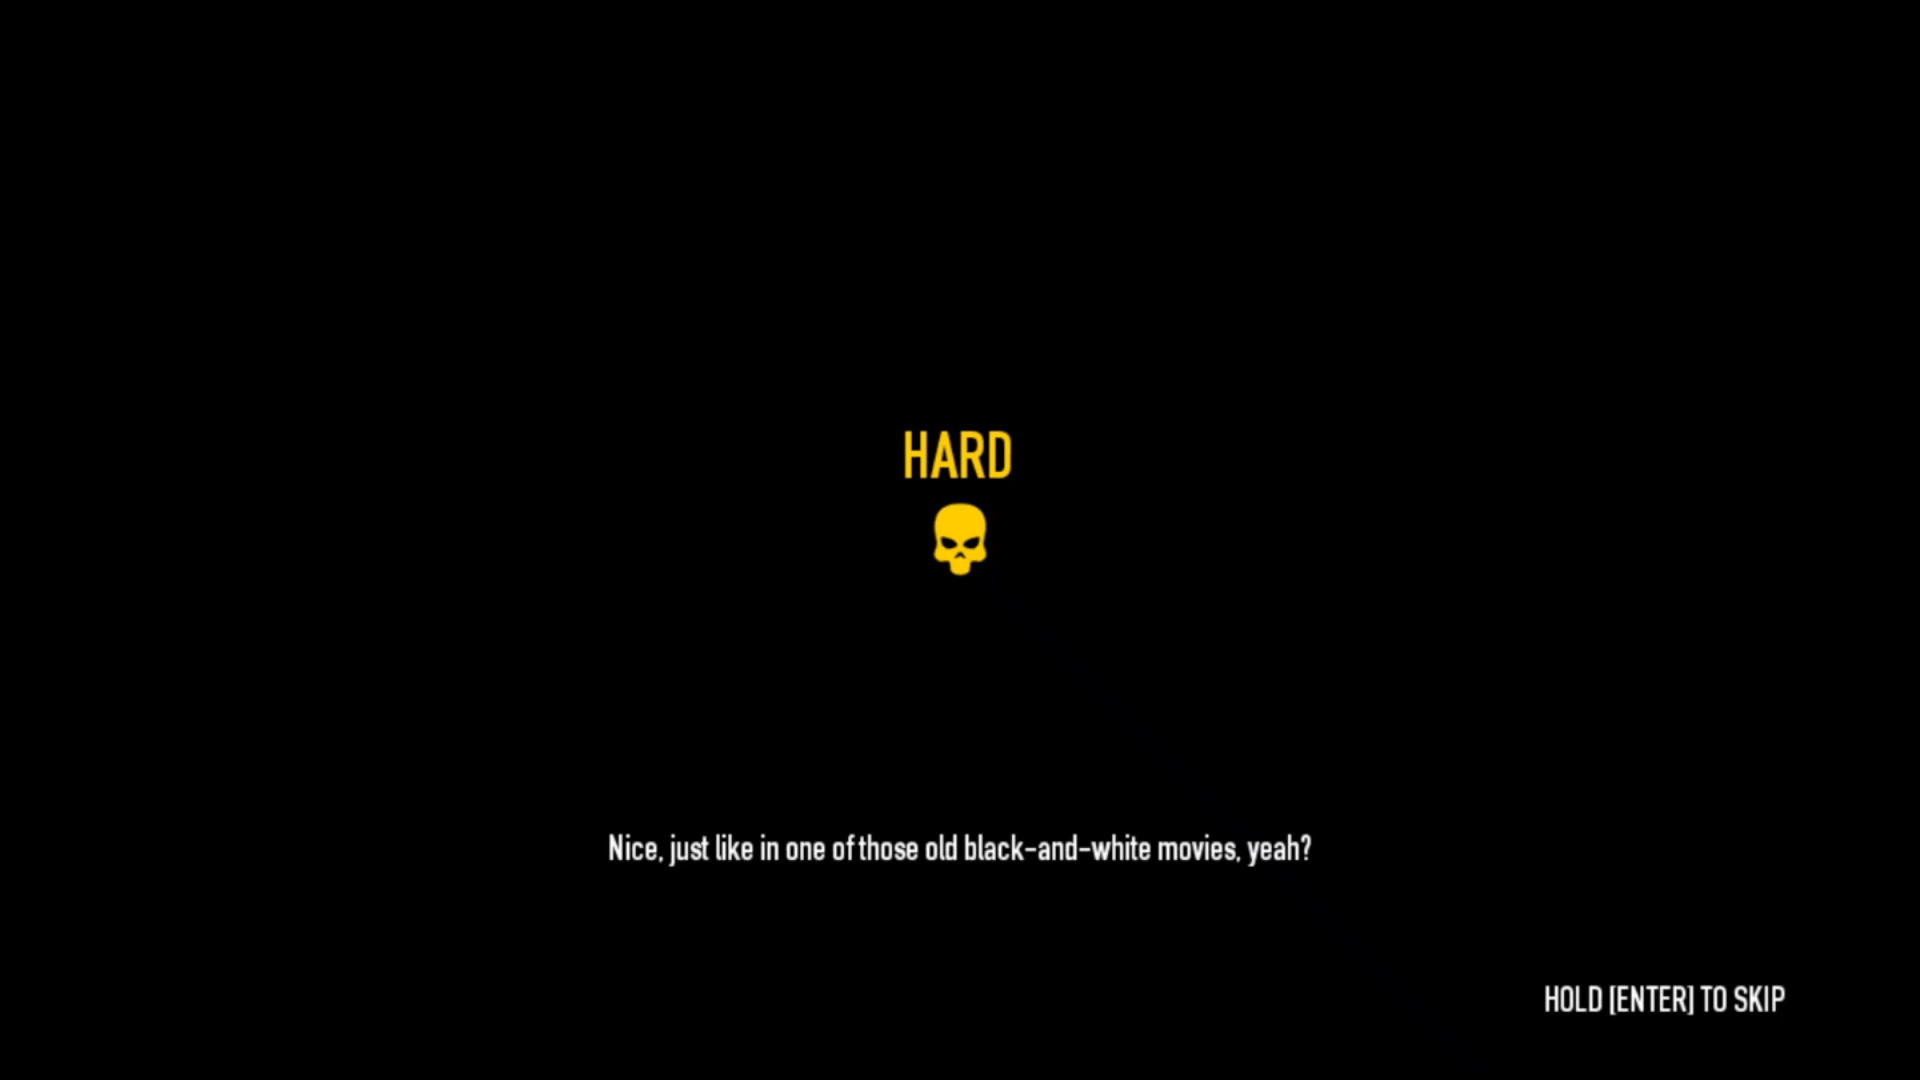 HARD
Nice, just like in one of those old black-and-white movies, yeah?
HOLD [ENTER] TO SKIP